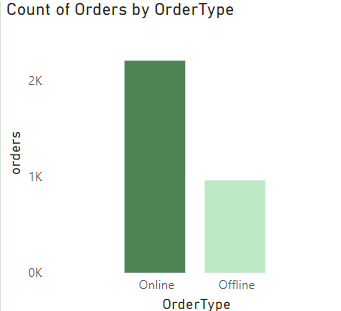 Count of Orders by OrderType
orders
2K
1K
0K
Online
Offline
OrderType